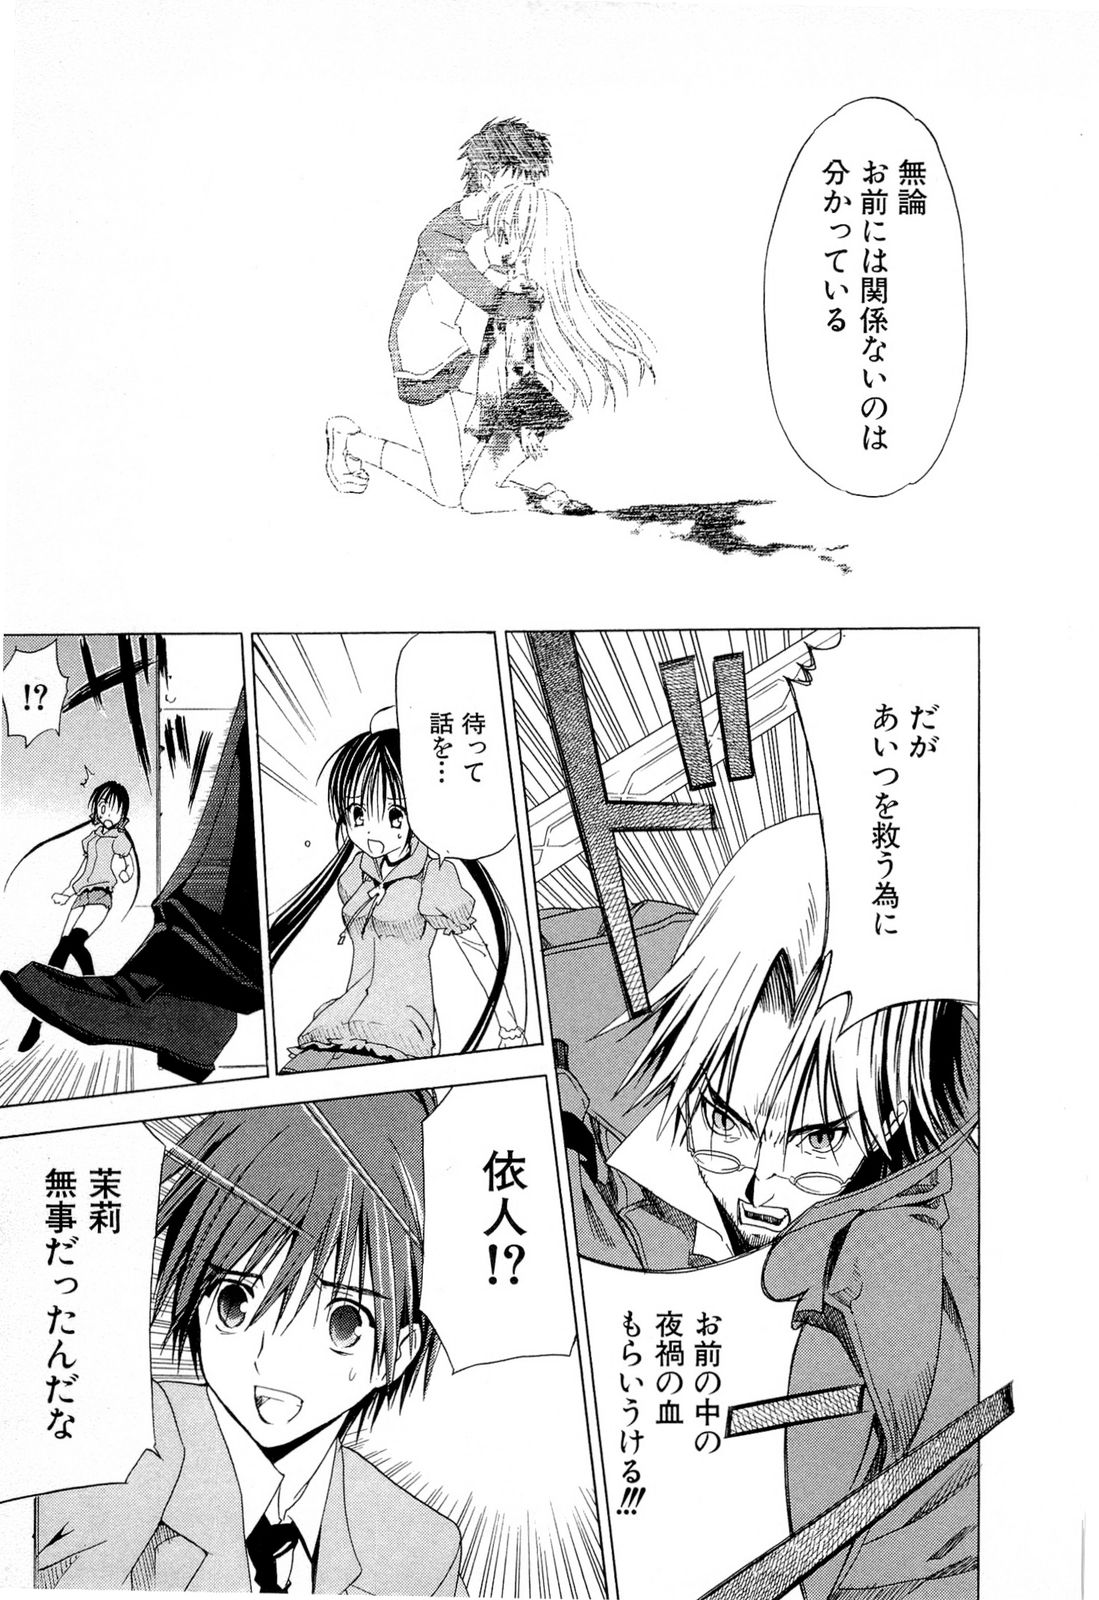 無論
お前には関係ないのは
分かっている
だが
あいつを救う為に
ドドッ
お前の中の
夜禍の血
もらいうける!!!
待って
話を…
!?
依人!?
茉莉
無事だったんだな